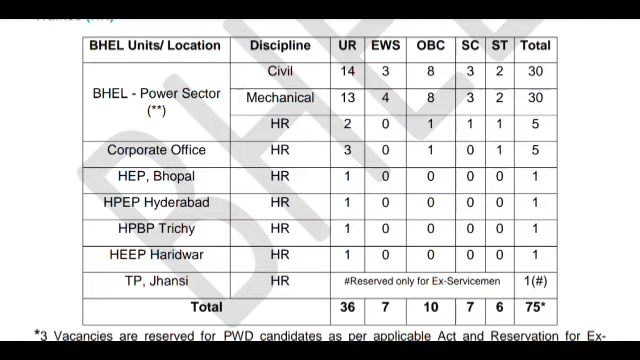 BHEL Units/ Location Discipline UR EWS OBC SC ST Total
BHEL - Power Sector (**) Civil 14 3 8 3 2 30
Mechanical 13 4 8 3 2 30
HR 2 0 1 1 1 5
Corporate Office HR 3 0 1 0 1 5
HEP, Bhopal HR 1 0 0 0 0 1
HPEP Hyderabad HR 1 0 0 0 0 1
HPBP Trichy HR 1 0 0 0 0 1
HEEP Haridwar HR 1 0 0 0 0 1
TP, Jhansi HR #Reserved only for Ex-Servicemen 1(#)
Total 36 7 10 7 6 75*
*3 Vacancies are reserved for PWD candidates as per applicable Act and Reservation for Ex-
BHEL